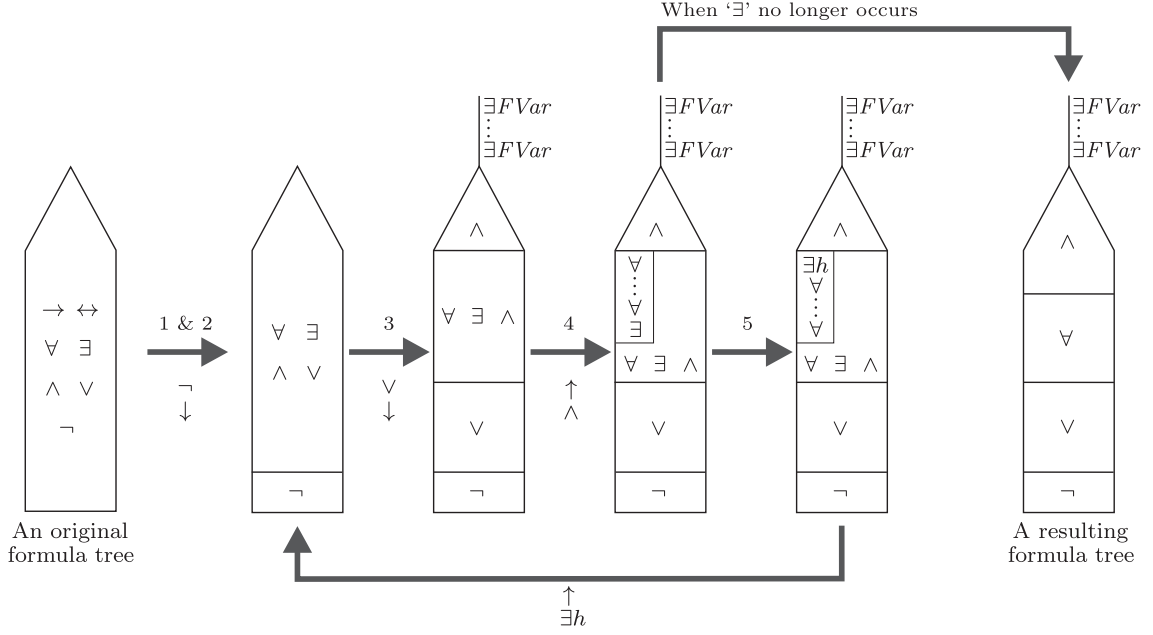 When ‘∃’ no longer occurs
∃FVar
⋮
∃FVar
∃FVar
⋮
∃FVar
∃FVar
⋮
∃FVar
∃FVar
⋮
∃FVar
→ ↔
∀ ∃
∧ ∨
¬
An original
formula tree
1 & 2
¬
↓
∀ ∃
∧ ∨
¬
3
∨
↓
∧
∀ ∃ ∧
∨
¬
4
↑
∧
∧
∀
⋮
∀
∃
∀ ∃ ∧
∨
¬
5
∧
∃h
∀
⋮
∀
∀ ∃ ∧
∨
¬
∧
∀
∨
¬
A resulting
formula tree
↑
∃h